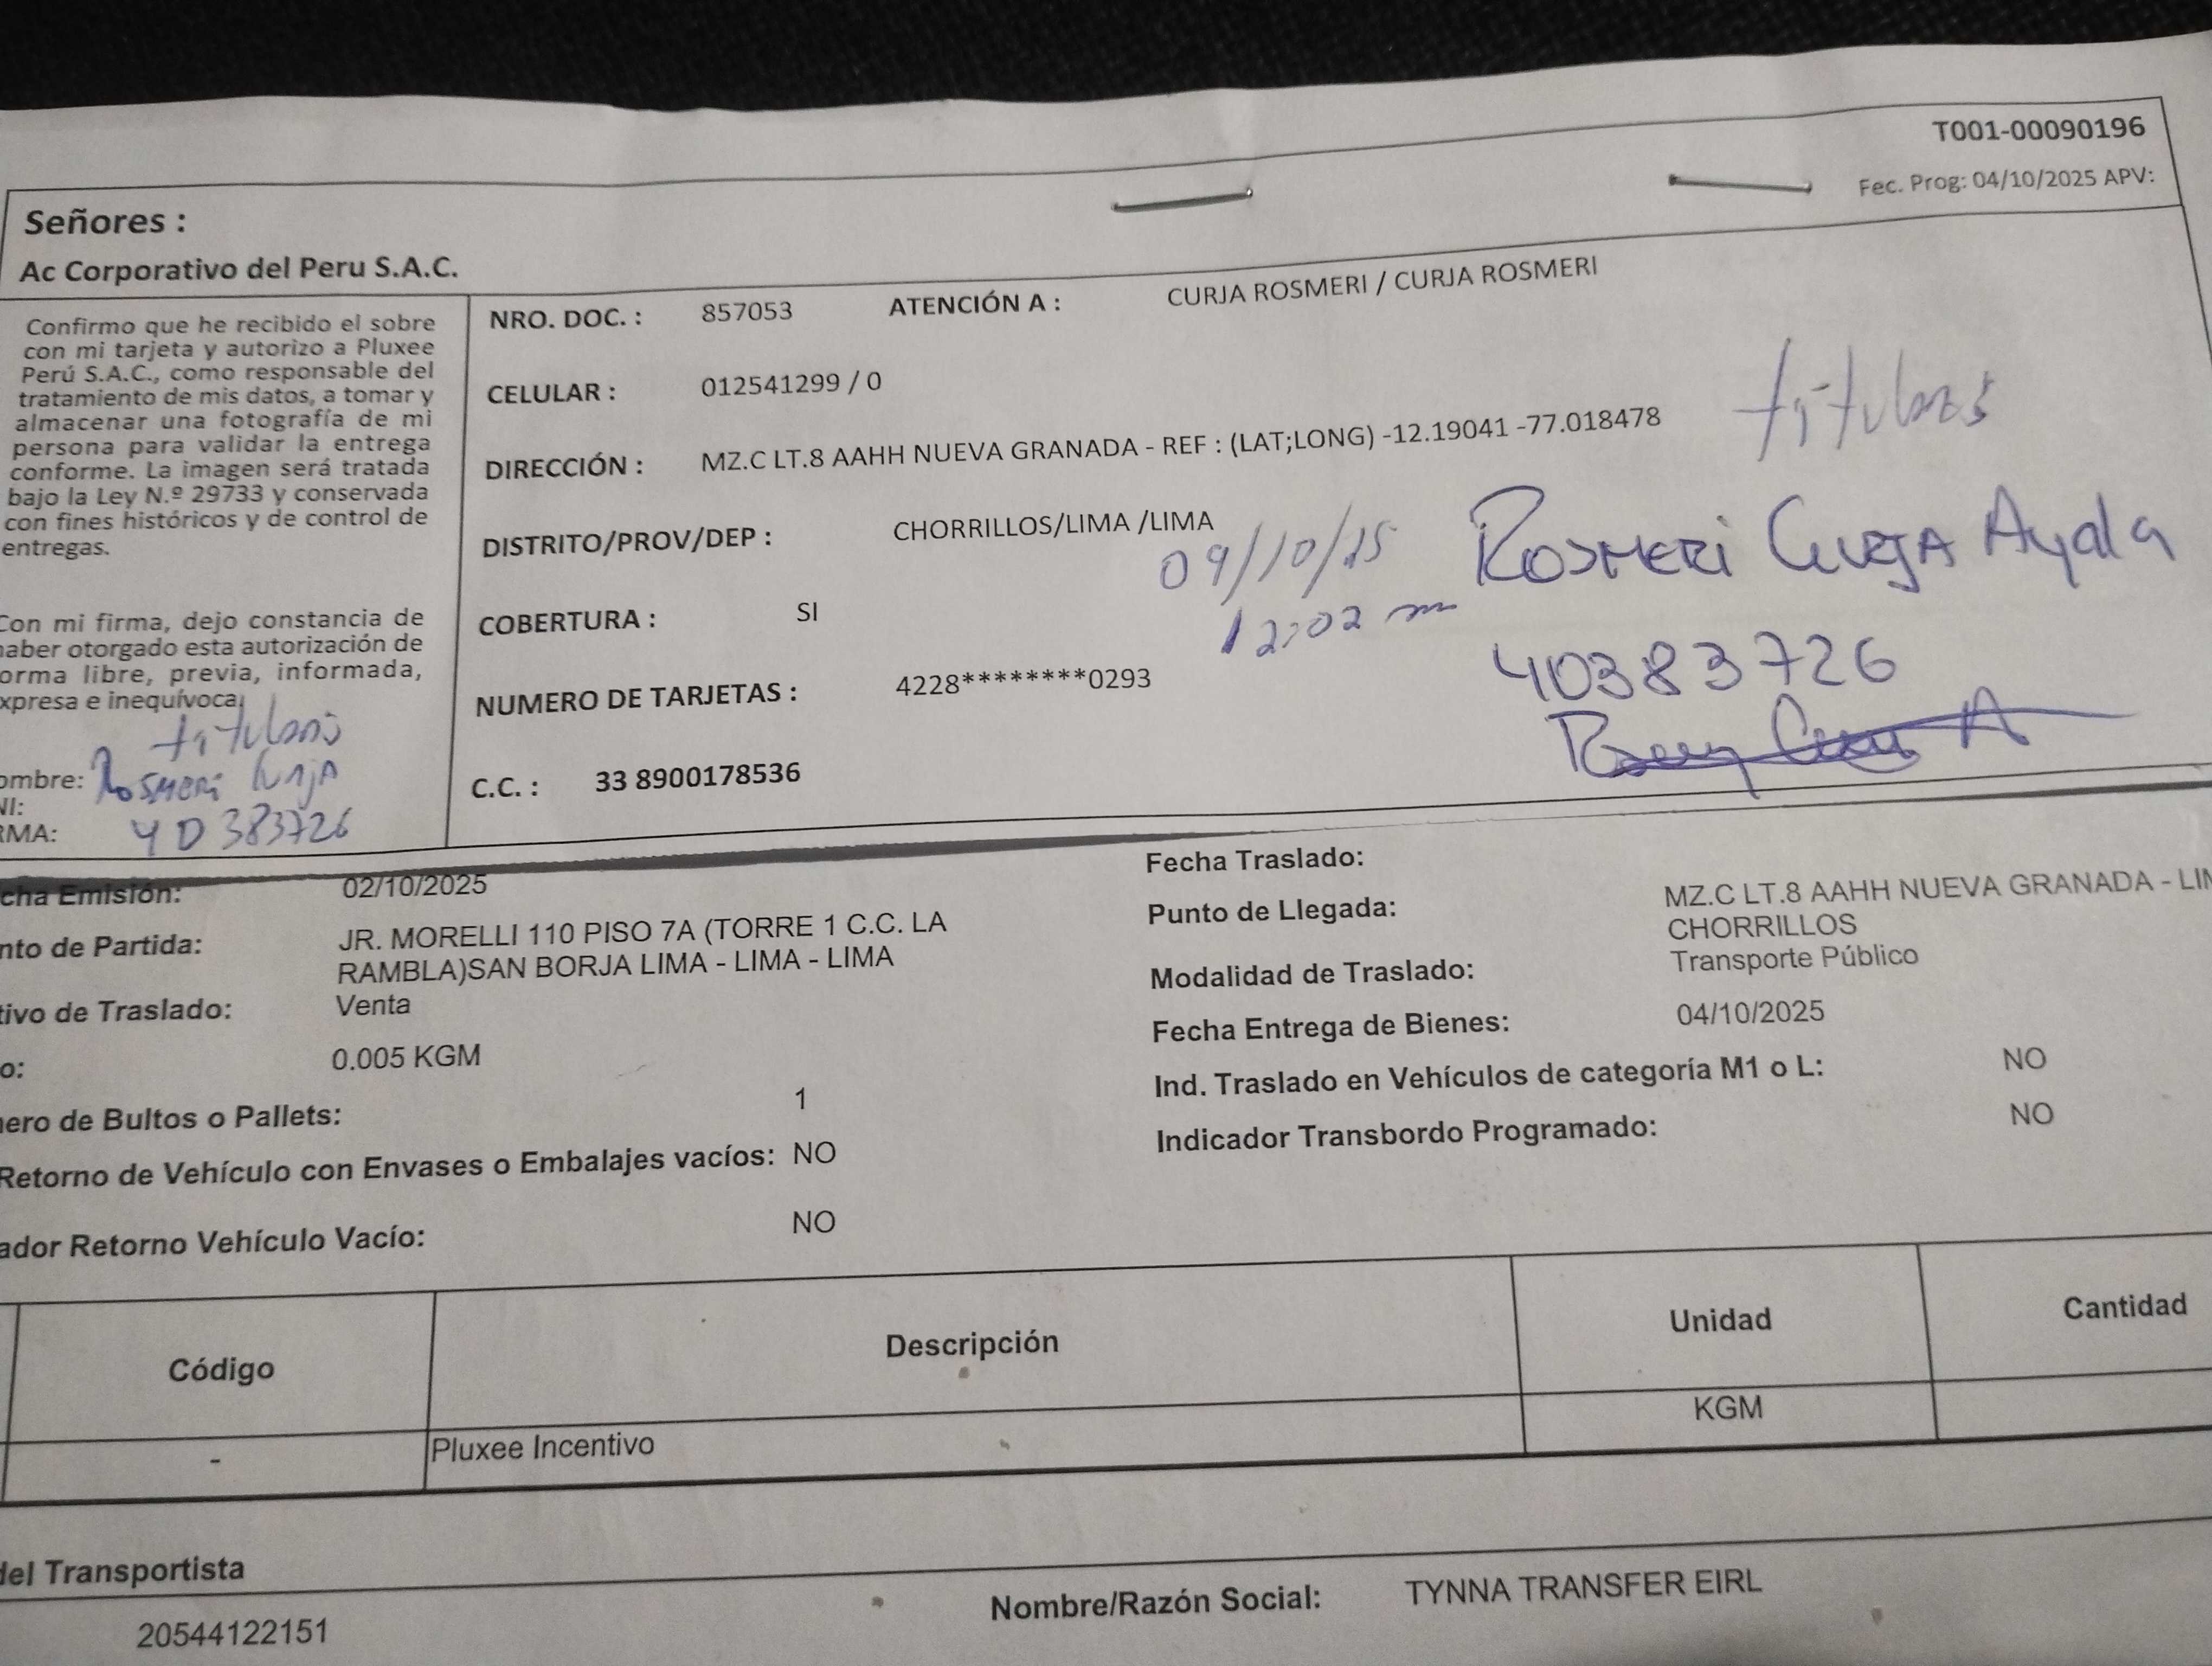 T001-00090196
Fec. Prog: 04/10/2025 APV:
Señores :
Ac Corporativo del Peru S.A.C.
Confirmo que he recibido el sobre
con mi tarjeta y autorizo a Pluxee
Perú S.A.C., como responsable del
tratamiento de mis datos, a tomar y
almacenar una fotografía de mi
persona para validar la entrega
conforme. La imagen será tratada
bajo la Ley N.º 29733 y conservada
con fines históricos y de control de
entregas.
Con mi firma, dejo constancia de
haber otorgado esta autorización de
orma libre, previa, informada,
xpresa e inequívoca.
ombre: Rosmeri Curja
NI:
RMA: 40383726
NRO. DOC. : 857053 ATENCIÓN A : CURJA ROSMERI / CURJA ROSMERI
CELULAR : 012541299 / 0
DIRECCIÓN : MZ.C LT.8 AAHH NUEVA GRANADA - REF : (LAT;LONG) -12.19041 -77.018478
DISTRITO/PROV/DEP : CHORRILLOS/LIMA /LIMA
COBERTURA : SI
NUMERO DE TARJETAS : 4228********0293
C.C. : 33 8900178536
Rosmeri Curja Ayala
12:02 m
40383726
cha Emisión: 02/10/2025
nto de Partida: JR. MORELLI 110 PISO 7A (TORRE 1 C.C. LA
RAMBLA)SAN BORJA LIMA - LIMA - LIMA
tivo de Traslado: Venta
o: 0.005 KGM
ero de Bultos o Pallets: 1
Retorno de Vehículo con Envases o Embalajes vacíos: NO
ador Retorno Vehículo Vacío: NO
Fecha Traslado:
Punto de Llegada: MZ.C LT.8 AAHH NUEVA GRANADA - LIM
CHORRILLOS
Modalidad de Traslado: Transporte Público
Fecha Entrega de Bienes: 04/10/2025
Ind. Traslado en Vehículos de categoría M1 o L: NO
Indicador Transbordo Programado: NO
Código Descripción Unidad Cantidad
- Pluxee Incentivo KGM
del Transportista
20544122151
Nombre/Razón Social: TYNNA TRANSFER EIRL